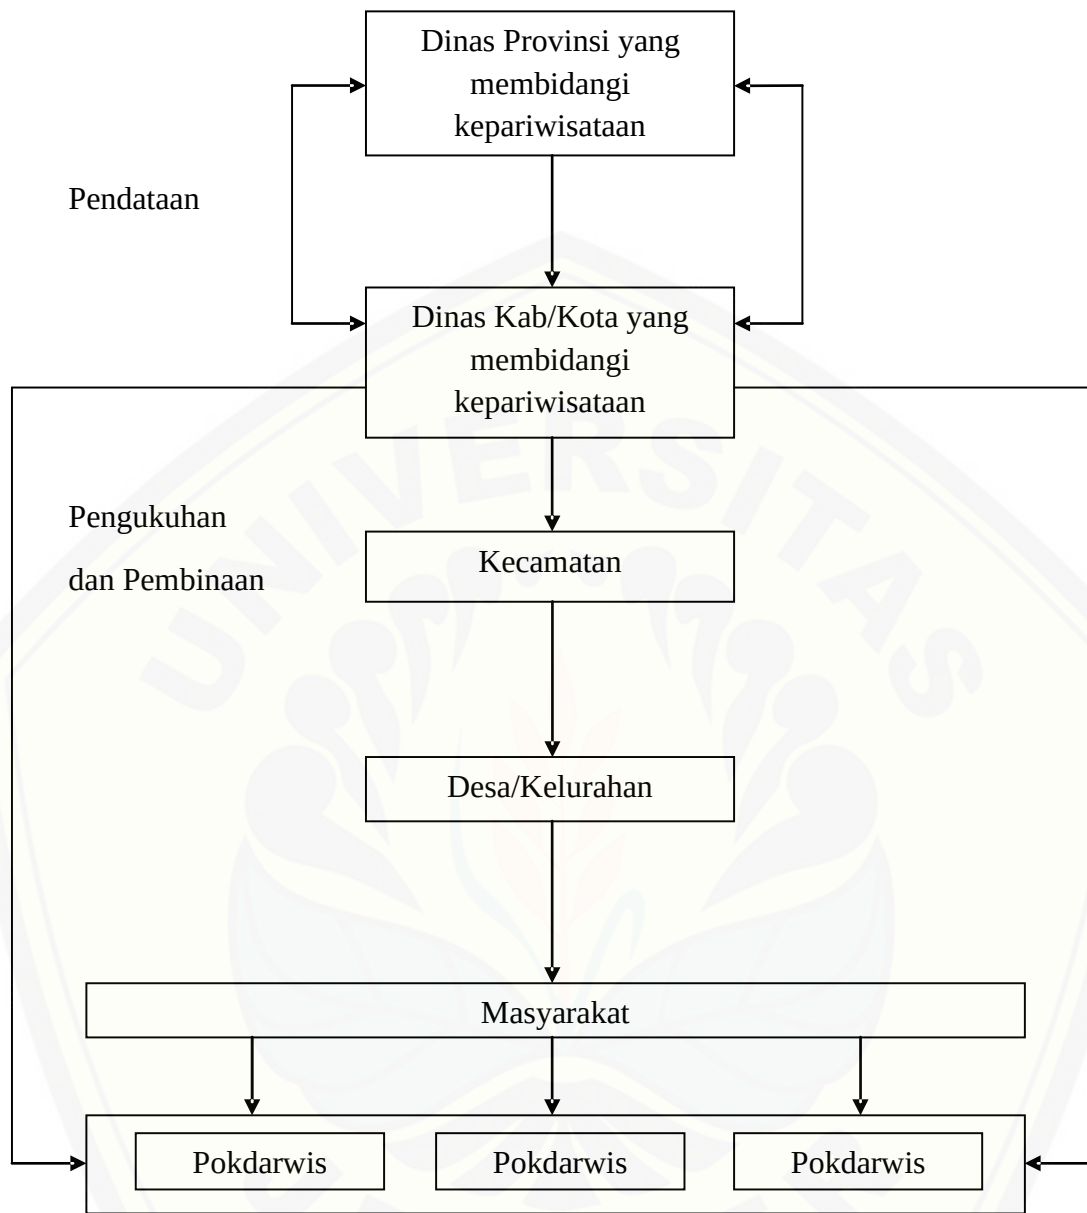 Dinas Provinsi yang
membidangi
kepariwisataan
Pendataan
Dinas Kab/Kota yang
membidangi
kepariwisataan
UNIVERSITAS
Pengukuhan
dan Pembinaan
Kecamatan
Desa/Kelurahan
Masyarakat
Pokdarwis
Pokdarwis
Pokdarwis